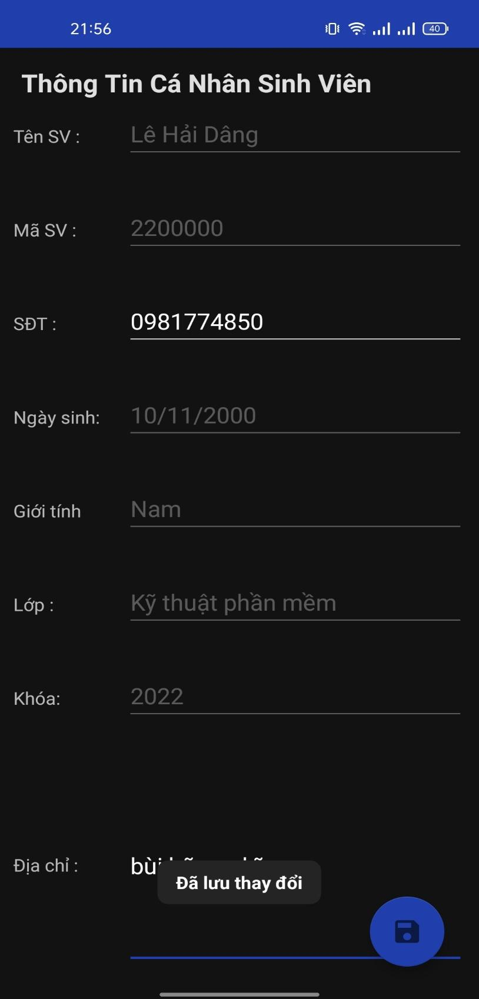 21:56
40
Thông Tin Cá Nhân Sinh Viên
Tên SV : Lê Hải Dâng
Mã SV : 2200000
SĐT : 0981774850
Ngày sinh: 10/11/2000
Giới tính Nam
Lớp : Kỹ thuật phần mềm
Khóa: 2022
Địa chỉ : bùi
Đã lưu thay đổi